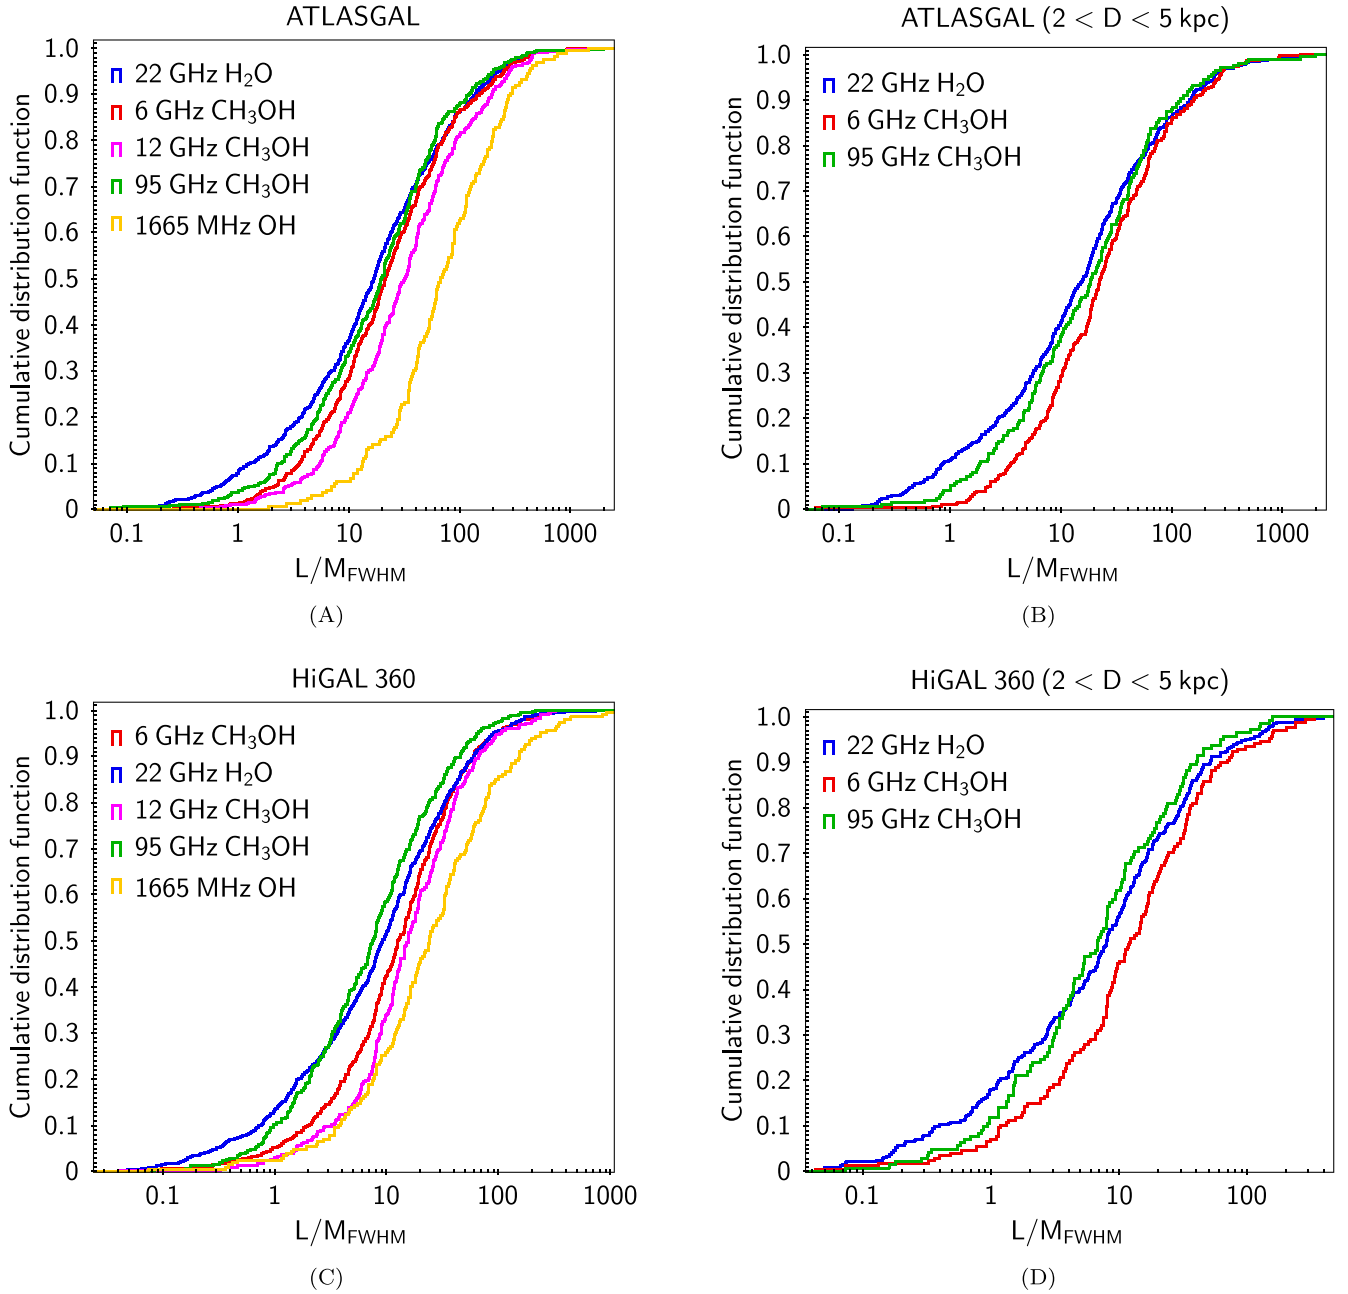 ATLASGAL
22 GHz H₂O
6 GHz CH₃OH
12 GHz CH₃OH
95 GHz CH₃OH
1665 MHz OH
Cumulative distribution function
1.0
0.9
0.8
0.7
0.6
0.5
0.4
0.3
0.2
0.1
0
0.1 1 10 100 1000
L/M_FWHM
(A)
ATLASGAL (2 < D < 5 kpc)
22 GHz H₂O
6 GHz CH₃OH
95 GHz CH₃OH
Cumulative distribution function
1.0
0.9
0.8
0.7
0.6
0.5
0.4
0.3
0.2
0.1
0
0.1 1 10 100 1000
L/M_FWHM
(B)
HiGAL 360
6 GHz CH₃OH
22 GHz H₂O
12 GHz CH₃OH
95 GHz CH₃OH
1665 MHz OH
Cumulative distribution function
1.0
0.9
0.8
0.7
0.6
0.5
0.4
0.3
0.2
0.1
0
0.1 1 10 100 1000
L/M_FWHM
(C)
HiGAL 360 (2 < D < 5 kpc)
22 GHz H₂O
6 GHz CH₃OH
95 GHz CH₃OH
Cumulative distribution function
1.0
0.9
0.8
0.7
0.6
0.5
0.4
0.3
0.2
0.1
0
0.1 1 10 100
L/M_FWHM
(D)